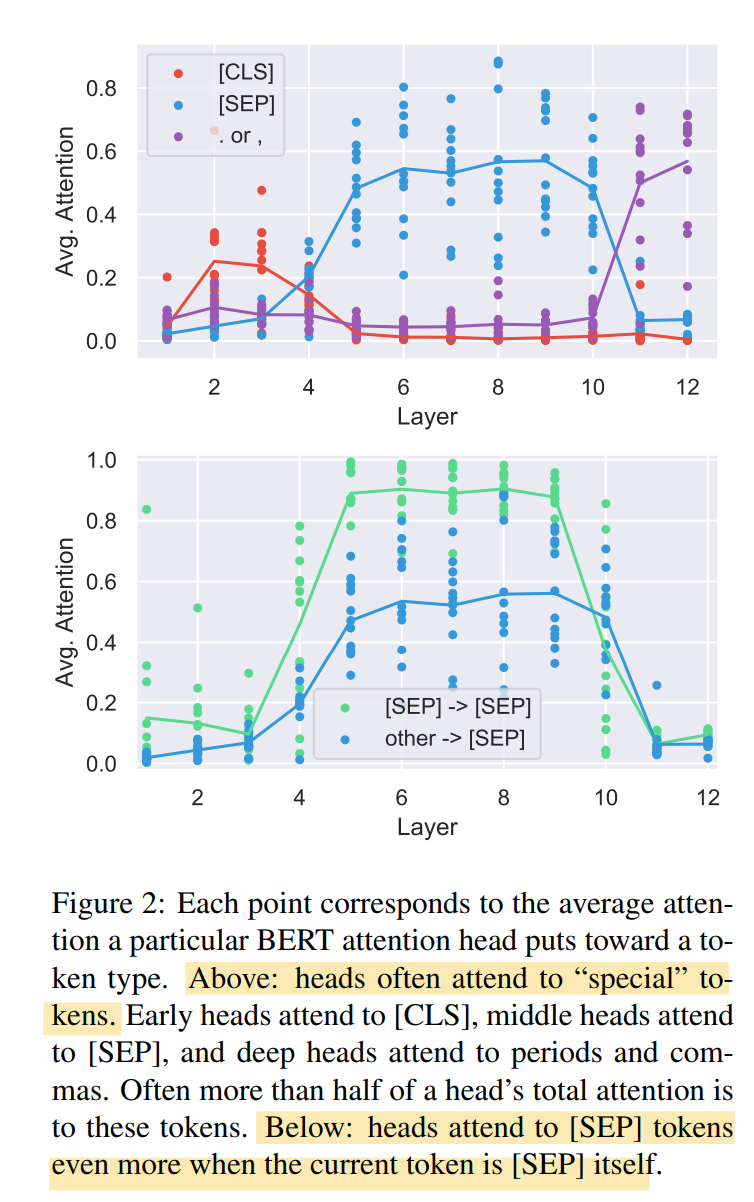 0.8
0.6
0.4
0.2
0.0
Avg. Attention
[CLS]
[SEP]
. or ,
2 4 6 8 10 12
Layer
1.0
0.8
0.6
0.4
0.2
0.0
Avg. Attention
[SEP] -> [SEP]
other -> [SEP]
2 4 6 8 10 12
Layer
Figure 2: Each point corresponds to the average atten-
tion a particular BERT attention head puts toward a to-
ken type. Above: heads often attend to “special” to-
kens. Early heads attend to [CLS], middle heads attend
to [SEP], and deep heads attend to periods and com-
mas. Often more than half of a head’s total attention is
to these tokens. Below: heads attend to [SEP] tokens
even more when the current token is [SEP] itself.